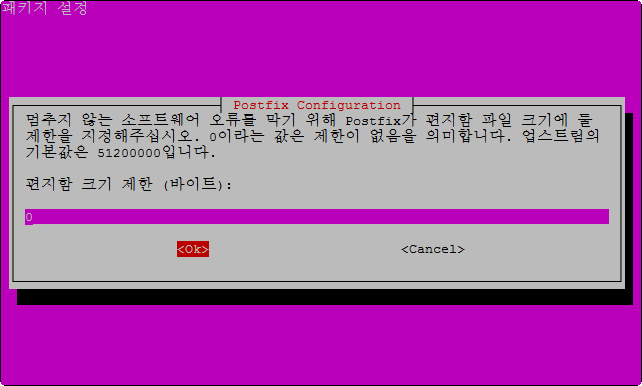 패키지 설정
Postfix Configuration
멈추지 않는 소프트웨어 오류를 막기 위해 Postfix가 편지함 파일 크기에 둘
제한을 지정해주십시오. 0이라는 값은 제한이 없음을 의미합니다. 업스트림의
기본값은 51200000입니다.
편지함 크기 제한 (바이트):
0
<Ok> <Cancel>